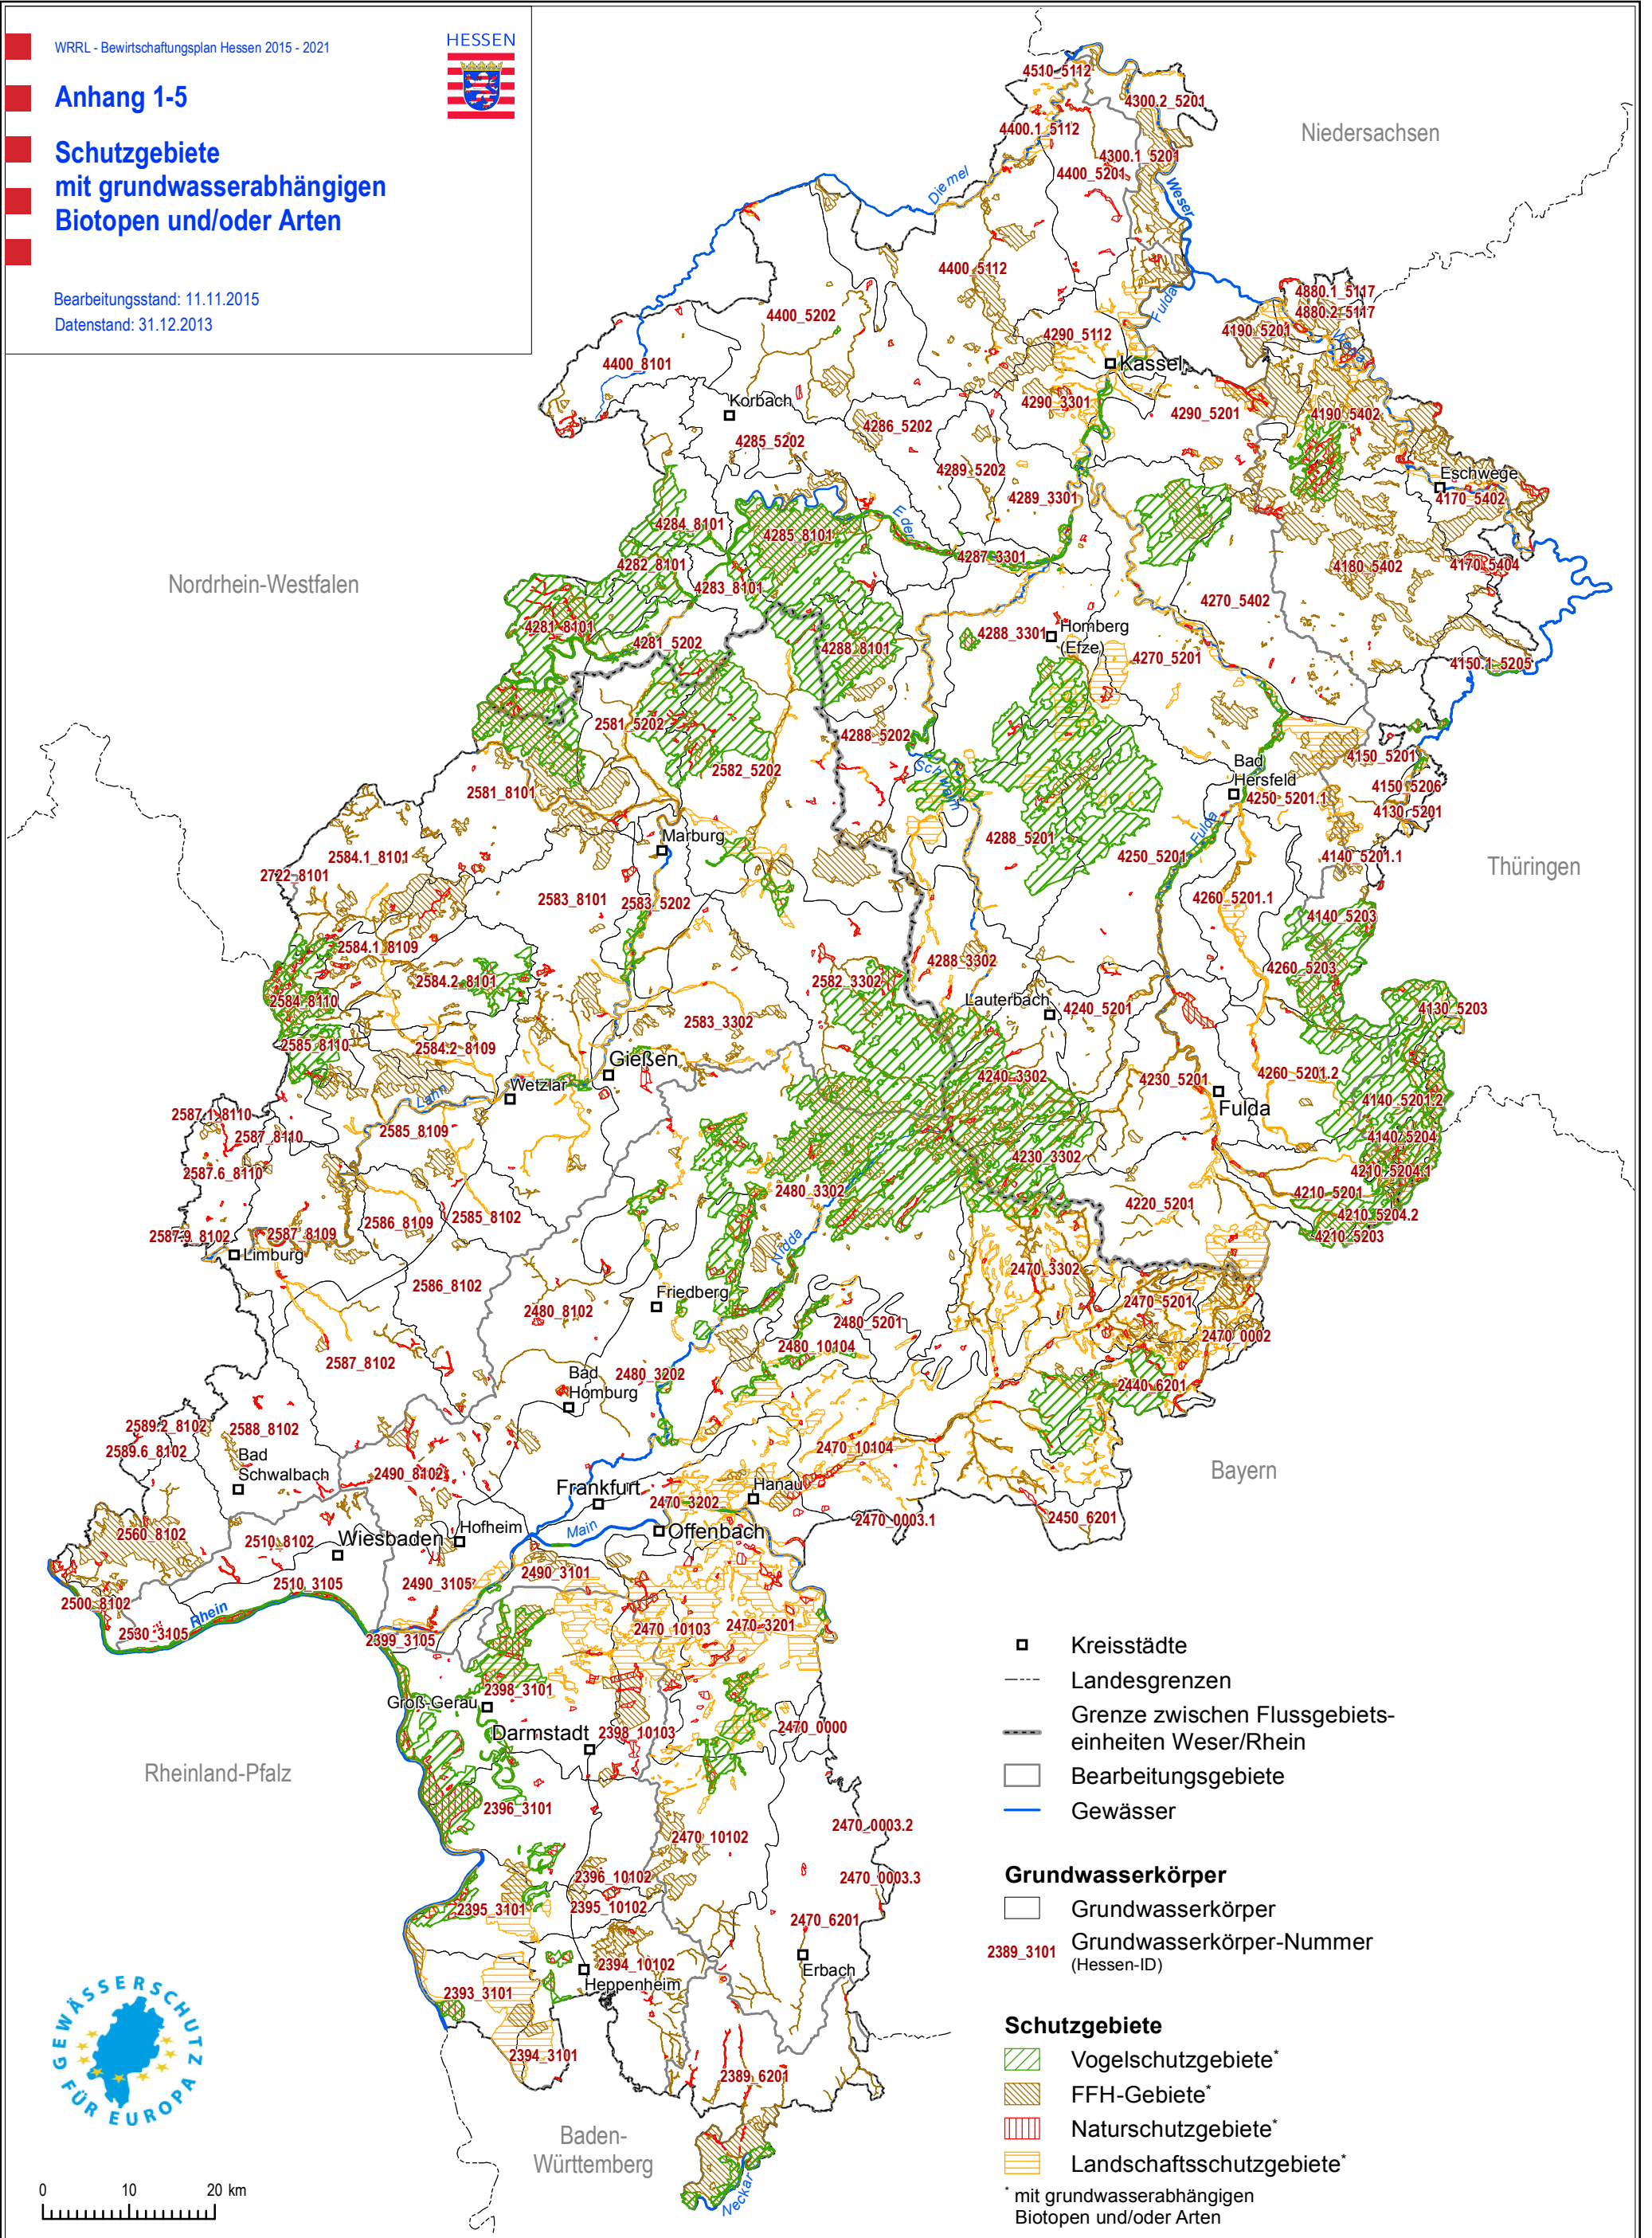 WRRL - Bewirtschaftungsplan Hessen 2015 - 2021
HESSEN
Anhang 1-5
Schutzgebiete
mit grundwasserabhängigen
Biotopen und/oder Arten
Bearbeitungsstand: 11.11.2015
Datenstand: 31.12.2013
4510_5112
4300.2_5201
Niedersachsen
4400.1_5112
4300.1_5201
4400_5201
Diemel
Weser
4400_5112
4880.1_5117
4880.2_5117
Fulda
4400_5202
4290_5112
4190_5201
Werra
4400_8101
Kassel
Korbach
4290_3301
4290_5201
4190_5402
4286_5202
4285_5202
4289_5202
Eschwege
4289_3301
4170_5402
4284_8101
4285_8101
Eder
4287_3301
4282_8101
4180_5402
4170_5404
Nordrhein-Westfalen
4283_8101
4270_5402
4281_8101
4288_3301
Homberg
(Efze)
4281_5202
4288_8101
4270_5201
4150.1_5205
2581_5202
4288_5202
4150_5201
Bad
Hersfeld
2582_5202
Schwalm
4150_5206
2581_8101
4250_5201.1
4130_5201
Fulda
Marburg
4288_5201
4250_5201
4140_5201.1
2584.1_8101
Thüringen
2722_8101
2583_8101
2583_5202
4260_5201.1
4140_5203
2584.1_8109
4288_3302
4260_5203
2584.2_8101
2582_3302
2584_8110
Lauterbach
4240_5201
4130_5203
2583_3302
2585_8110
2584.2_8109
Gießen
4240_3302
4230_5201
4260_5201.2
Wetzlar
Lahn
4140_5201.2
2587.1_8110
Fulda
2587_8110
2585_8109
4140_5204
4230_3302
2587.6_8110
4210_5204.1
2480_3302
4210_5201
4220_5201
2586_8109
2585_8102
4210_5204.2
2587.9_8102
2587_8109
4210_5203
Limburg
Nidda
2470_3302
2586_8102
2480_8102
Friedberg
2470_5201
2480_5201
2470_0002
2587_8102
2480_10104
Bad
Homburg
2480_3202
2440_6201
2589.2_8102
2588_8102
2589.6_8102
Bad
Schwalbach
2470_10104
2490_8102
Bayern
Frankfurt
Hanau
2470_3202
2470_0003.1
2450_6201
2560_8102
2510_8102
Wiesbaden
Hofheim
Main
Offenbach
2490_3101
2510_3105
2490_3105
2500_8102
Rhein
2530_3105
2399_3105
2470_10103
2470_3201
2398_3101
Groß-Gerau
Darmstadt
2398_10103
2470_0000
Rheinland-Pfalz
2396_3101
2470_0003.2
2470_10102
2396_10102
2470_0003.3
2395_3101
2395_10102
2470_6201
2394_10102
Erbach
Heppenheim
2393_3101
2394_3101
2389_6201
Baden-
Württemberg
Neckar
Kreisstädte
Landesgrenzen
Grenze zwischen Flussgebiets-
einheiten Weser/Rhein
Bearbeitungsgebiete
Gewässer
Grundwasserkörper
Grundwasserkörper
2389_3101 Grundwasserkörper-Nummer
(Hessen-ID)
Schutzgebiete
Vogelschutzgebiete*
FFH-Gebiete*
Naturschutzgebiete*
Landschaftsschutzgebiete*
* mit grundwasserabhängigen
Biotopen und/oder Arten
GEWÄSSERSCHUTZ
FÜR EUROPA
0 10 20 km